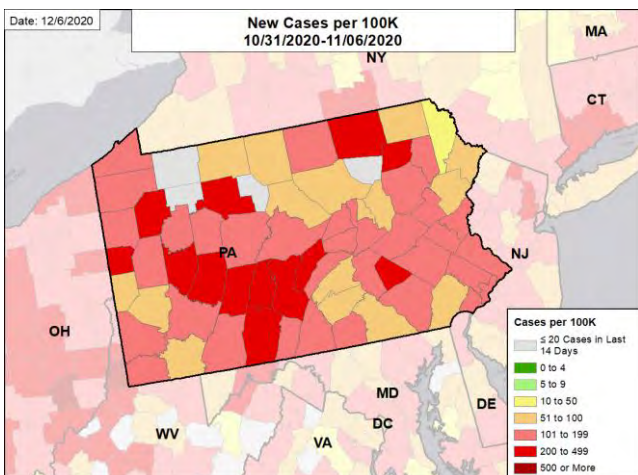 Date: 12/6/2020
New Cases per 100K
10/31/2020-11/06/2020
NY
MA
CT
PA
NJ
OH
MD
DE
DC
WV
VA
Cases per 100K
≤ 20 Cases in Last
14 Days
0 to 4
5 to 9
10 to 50
51 to 100
101 to 199
200 to 499
500 or More